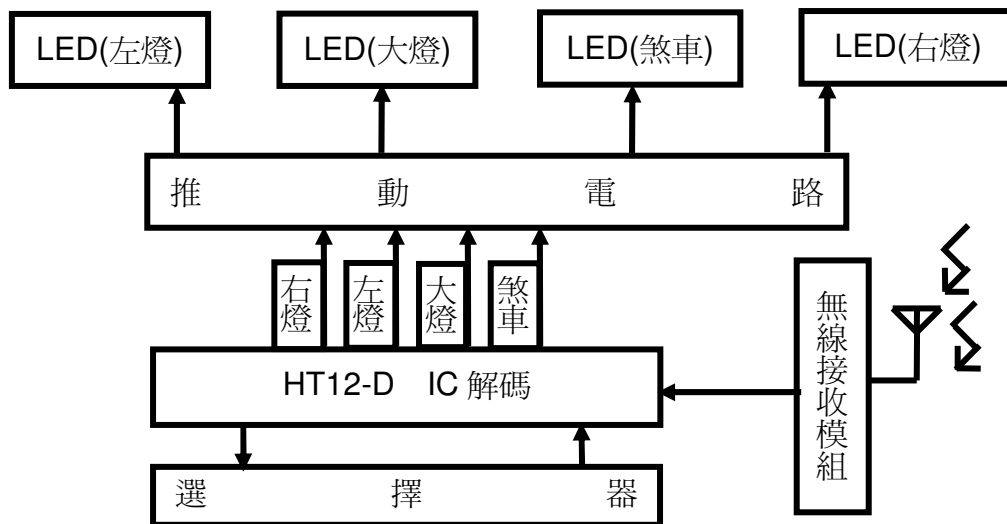 LED(左燈)
LED(大燈)
LED(煞車)
LED(右燈)
推 動 電 路
右燈
左燈
大燈
煞車
無線接收模組
HT12-D IC 解碼
選 擇 器